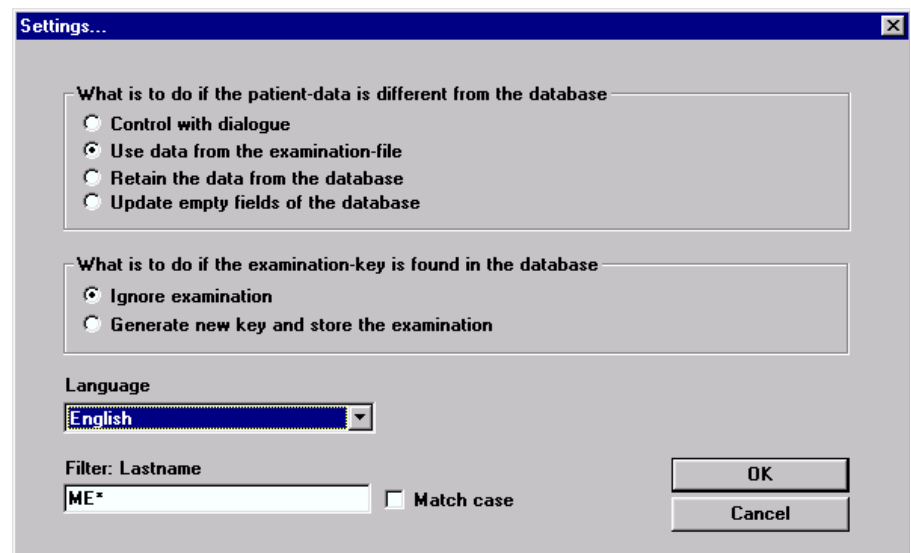 Settings...
What is to do if the patient-data is different from the database
Control with dialogue
Use data from the examination-file
Retain the data from the database
Update empty fields of the database
What is to do if the examination-key is found in the database
Ignore examination
Generate new key and store the examination
Language
English
Filter: Lastname
ME*
Match case
OK
Cancel